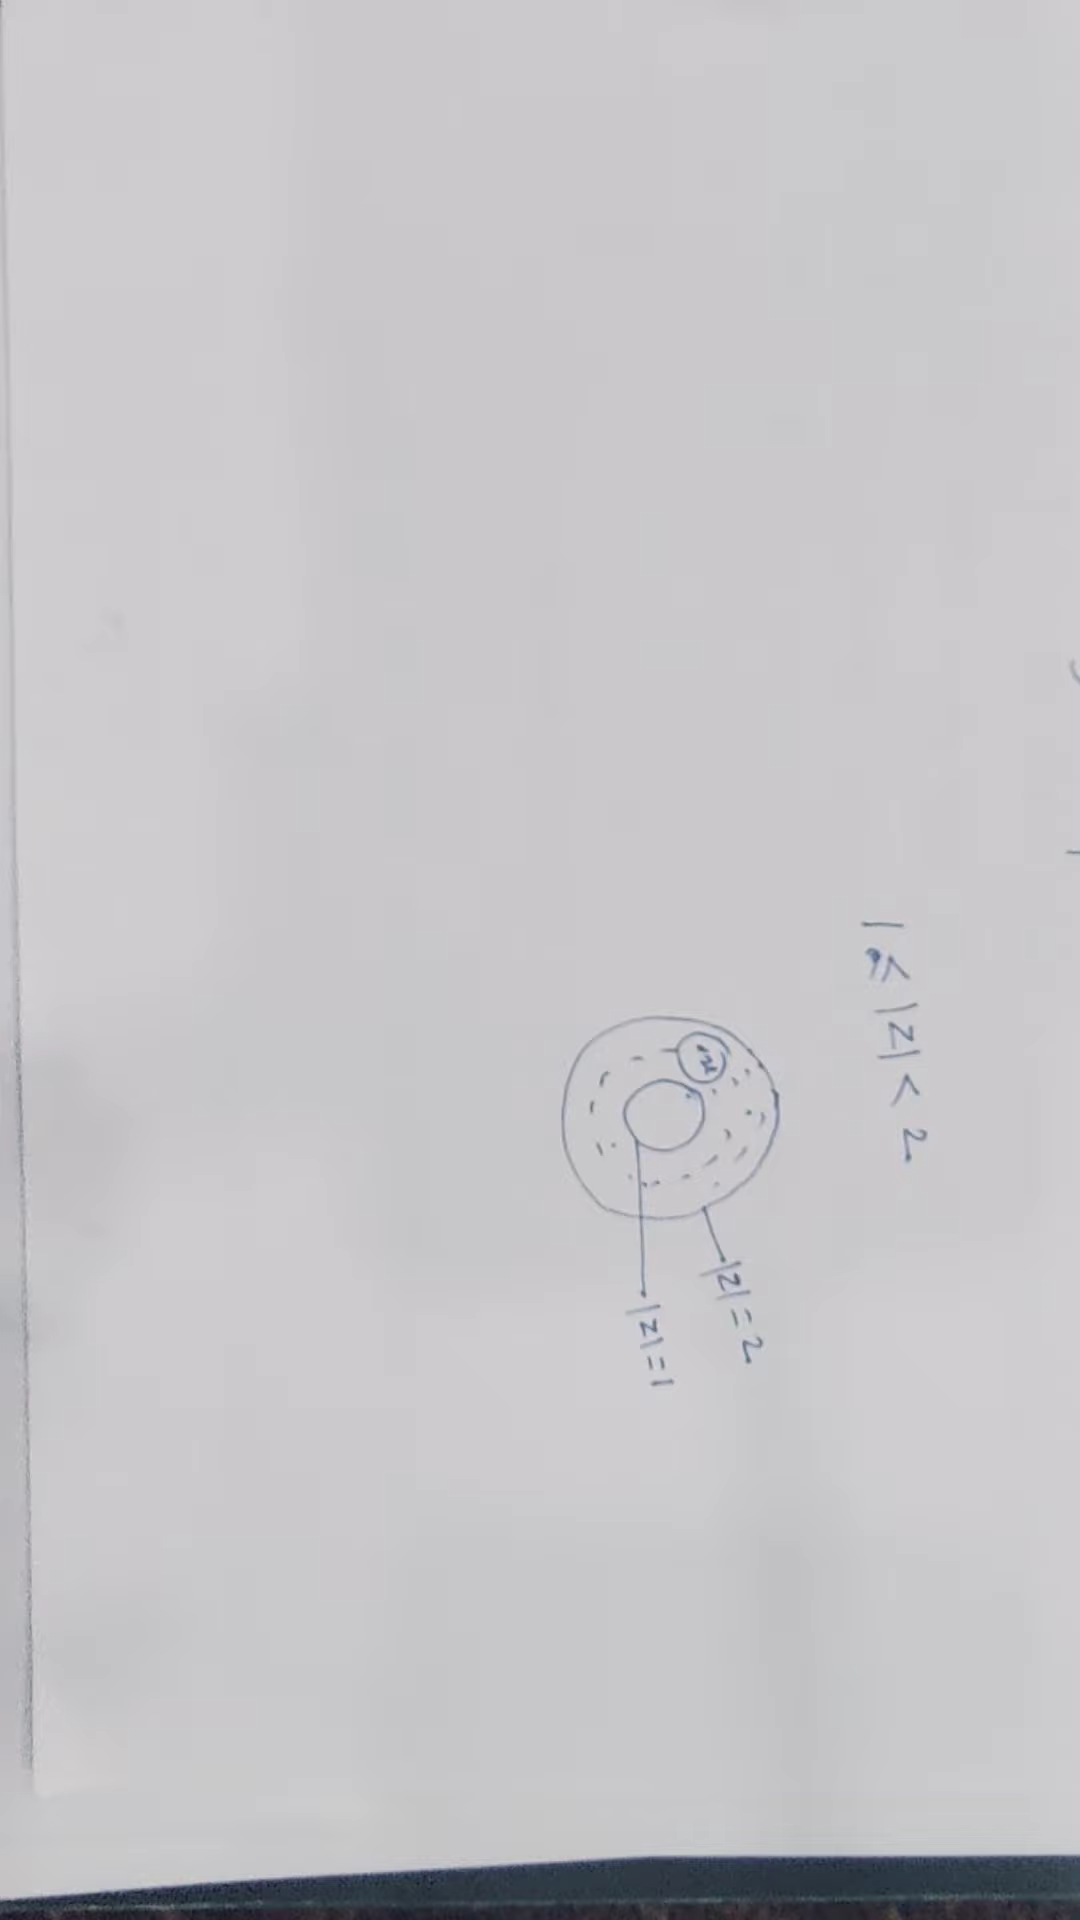 1 ≤ |z| < 2
|z| = 2
|z| = 1